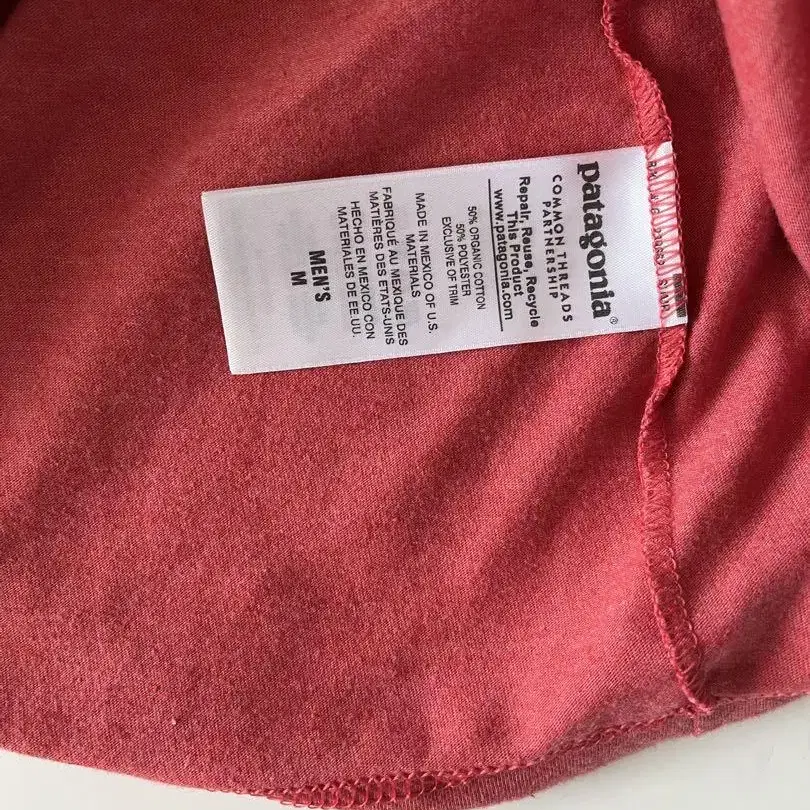 patagonia®
COMMON THREADS
PARTNERSHIP
Repair, Reuse, Recycle
This Product
www.patagonia.com
50% ORGANIC COTTON
50% POLYESTER
EXCLUSIVE OF TRIM
MADE IN MEXICO OF U.S.
MATERIALS
FABRIQUÉ AU MEXIQUE DES
MATIÈRES DES ETATS-UNIS
HECHO EN MEXICO CON
MATERIALES DE EE.UU.
MEN'S
M